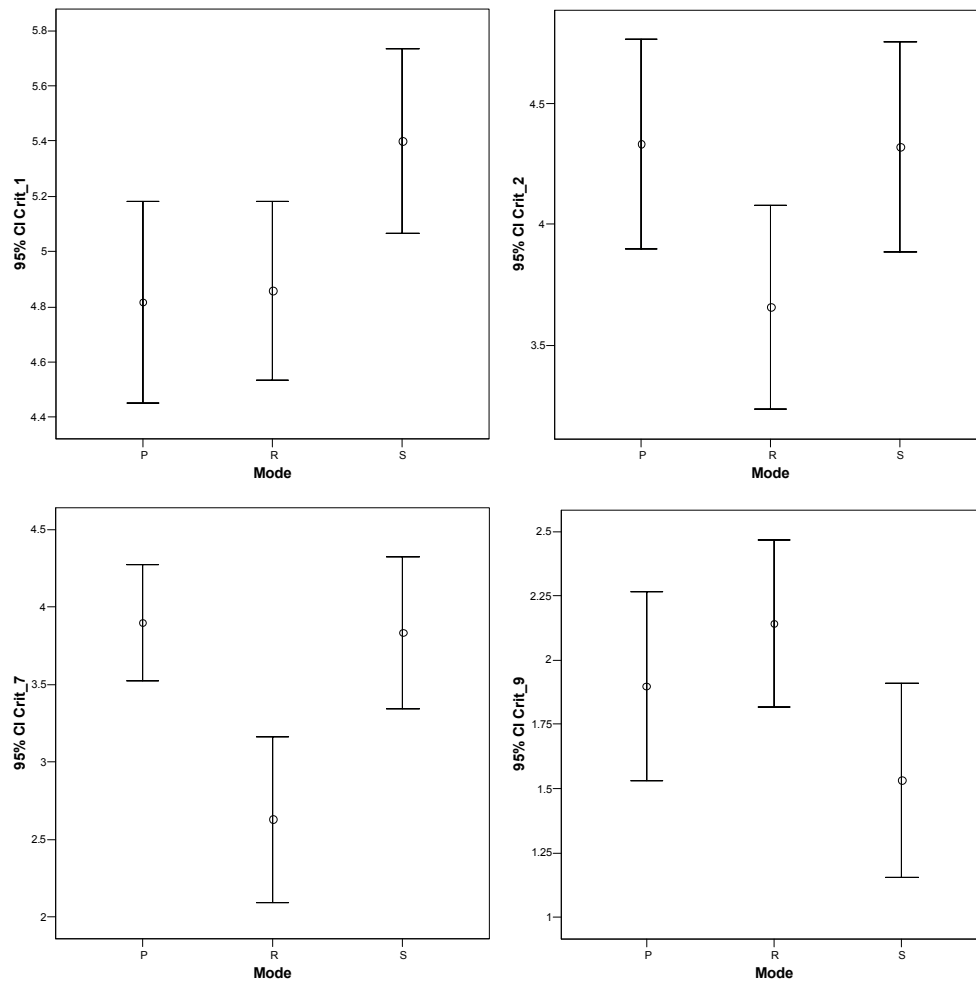 95% CI Crit_1
5.8
5.6
5.4
5.2
5
4.8
4.6
4.4
P R S
Mode
95% CI Crit_2
4.5
4
3.5
P R S
Mode
95% CI Crit_7
4.5
4
3.5
3
2.5
2
P R S
Mode
95% CI Crit_9
2.5
2.25
2
1.75
1.5
1.25
1
P R S
Mode